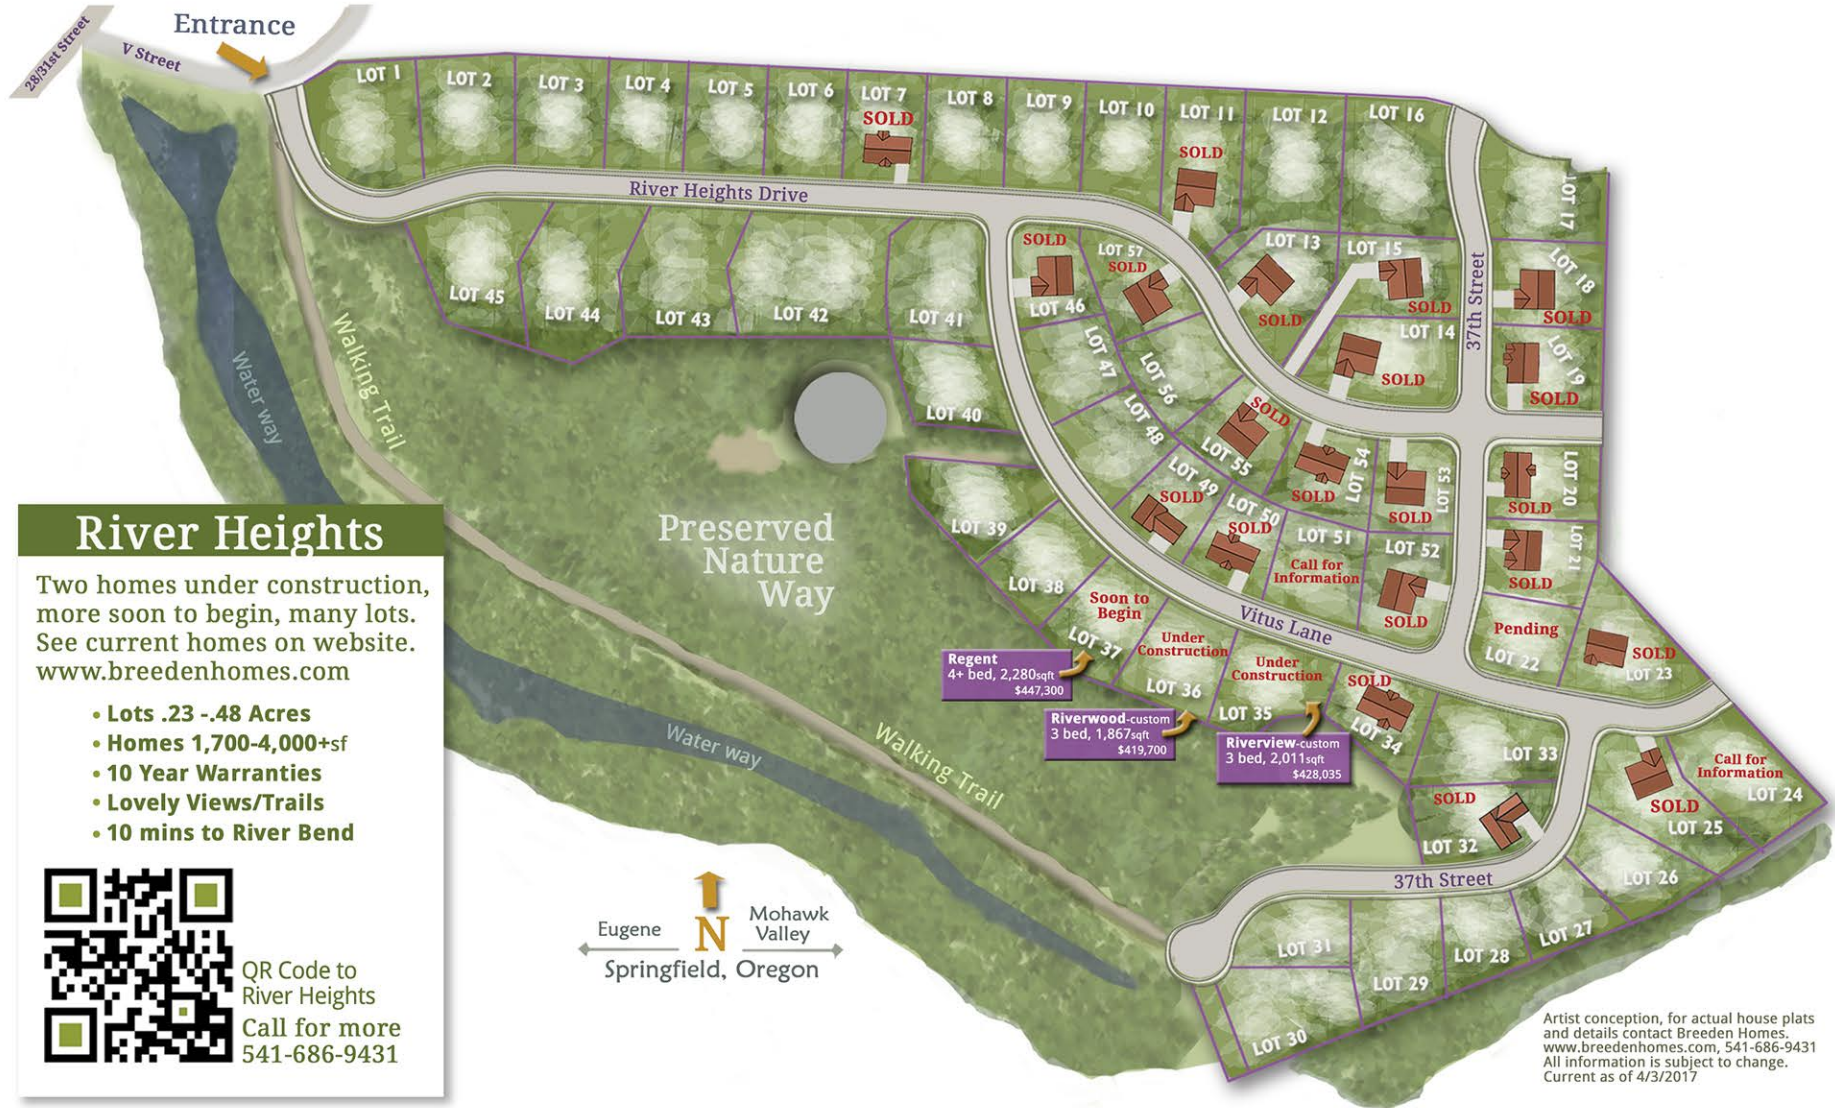 28/31st Street
V Street
Entrance
LOT 1
LOT 2
LOT 3
LOT 4
LOT 5
LOT 6
LOT 7
SOLD
LOT 8
LOT 9
LOT 10
LOT 11
SOLD
LOT 12
LOT 16
LOT 17
River Heights Drive
37th Street
LOT 45
LOT 44
LOT 43
LOT 42
LOT 41
LOT 40
SOLD
LOT 46
LOT 57
SOLD
LOT 13
SOLD
LOT 15
SOLD
LOT 14
SOLD
LOT 18
SOLD
LOT 19
SOLD
LOT 47
LOT 56
LOT 48
SOLD
LOT 55
LOT 54
SOLD
LOT 53
SOLD
LOT 20
SOLD
LOT 21
SOLD
LOT 49
SOLD
LOT 50
SOLD
LOT 51
Call for
Information
LOT 52
SOLD
Pending
LOT 22
SOLD
LOT 23
Vitus Lane
LOT 39
LOT 38
Soon to
Begin
LOT 37
Under
Construction
LOT 36
Under
Construction
LOT 35
SOLD
LOT 34
LOT 33
SOLD
LOT 32
Call for
Information
LOT 24
SOLD
LOT 25
LOT 26
LOT 27
LOT 28
LOT 29
LOT 31
LOT 30
37th Street
Regent
4+ bed, 2,280sqft
$447,300
Riverwood-custom
3 bed, 1,867sqft
$419,700
Riverview-custom
3 bed, 2,011sqft
$428,035
Water way
Walking Trail
Preserved
Nature
Way
Water way
Walking Trail
River Heights
Two homes under construction,
more soon to begin, many lots.
See current homes on website.
www.breedenhomes.com
• Lots .23 -.48 Acres
• Homes 1,700-4,000+sf
• 10 Year Warranties
• Lovely Views/Trails
• 10 mins to River Bend
QR Code to
River Heights
Call for more
541-686-9431
Eugene
N
Mohawk
Valley
Springfield, Oregon
Artist conception, for actual house plats
and details contact Breeden Homes.
www.breedenhomes.com, 541-686-9431
All information is subject to change.
Current as of 4/3/2017